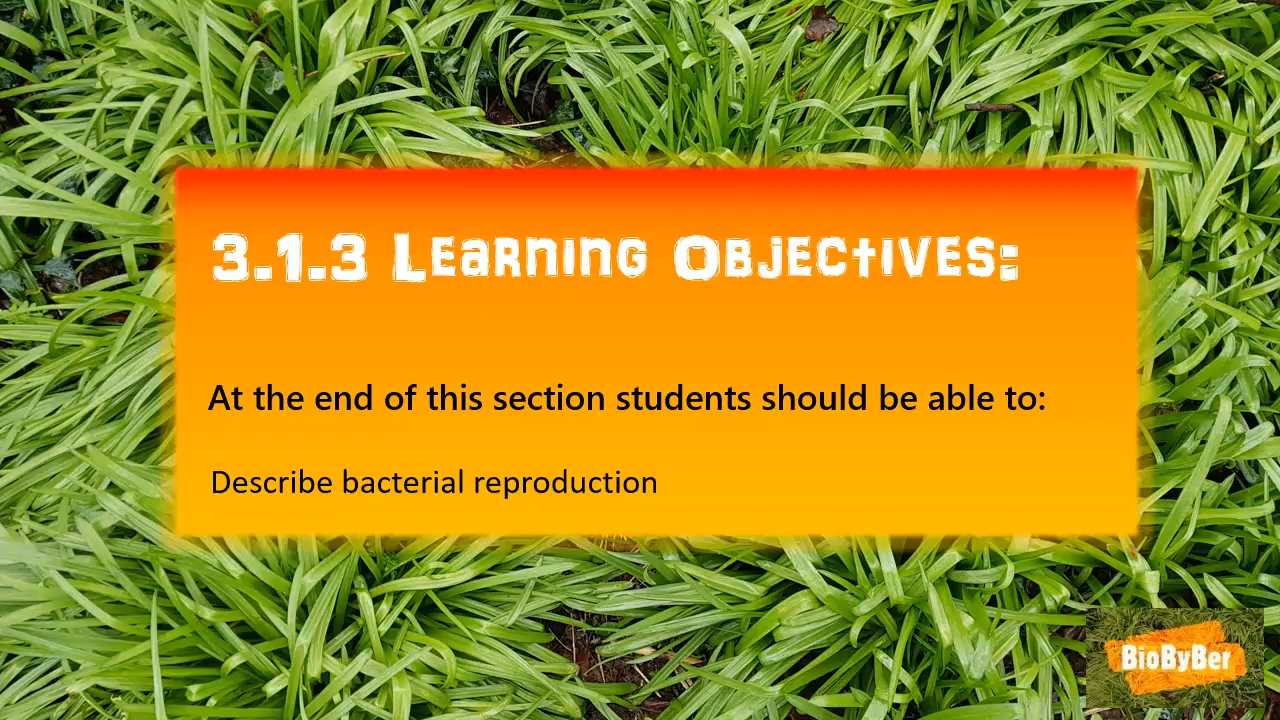 3.1.3 Learning Objectives:
At the end of this section students should be able to:
Describe bacterial reproduction
BioByBer